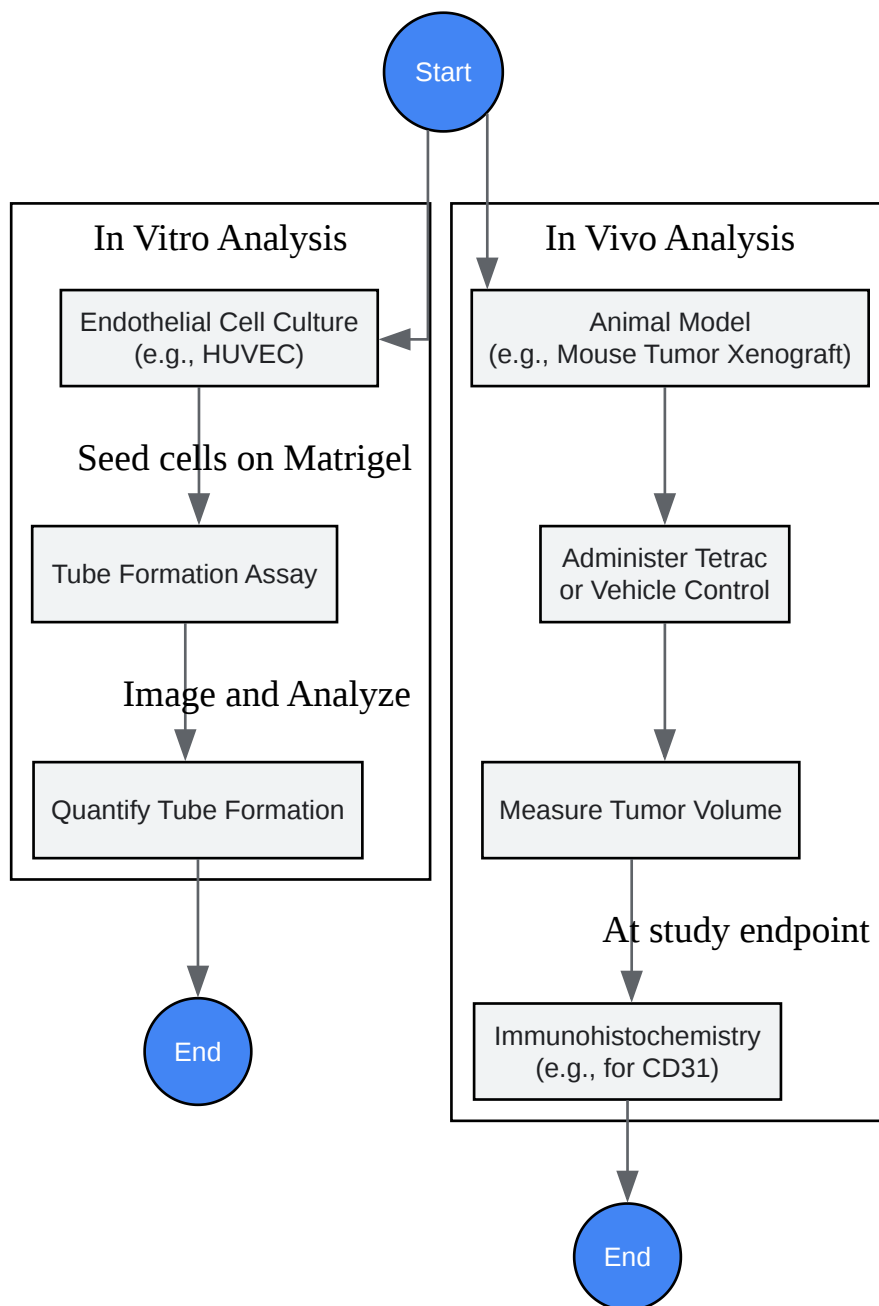 Start
In Vitro Analysis
Endothelial Cell Culture
(e.g., HUVEC)
Seed cells on Matrigel
Tube Formation Assay
Image and Analyze
Quantify Tube Formation
End
In Vivo Analysis
Animal Model
(e.g., Mouse Tumor Xenograft)
Administer Tetrac
or Vehicle Control
Measure Tumor Volume
At study endpoint
Immunohistochemistry
(e.g., for CD31)
End